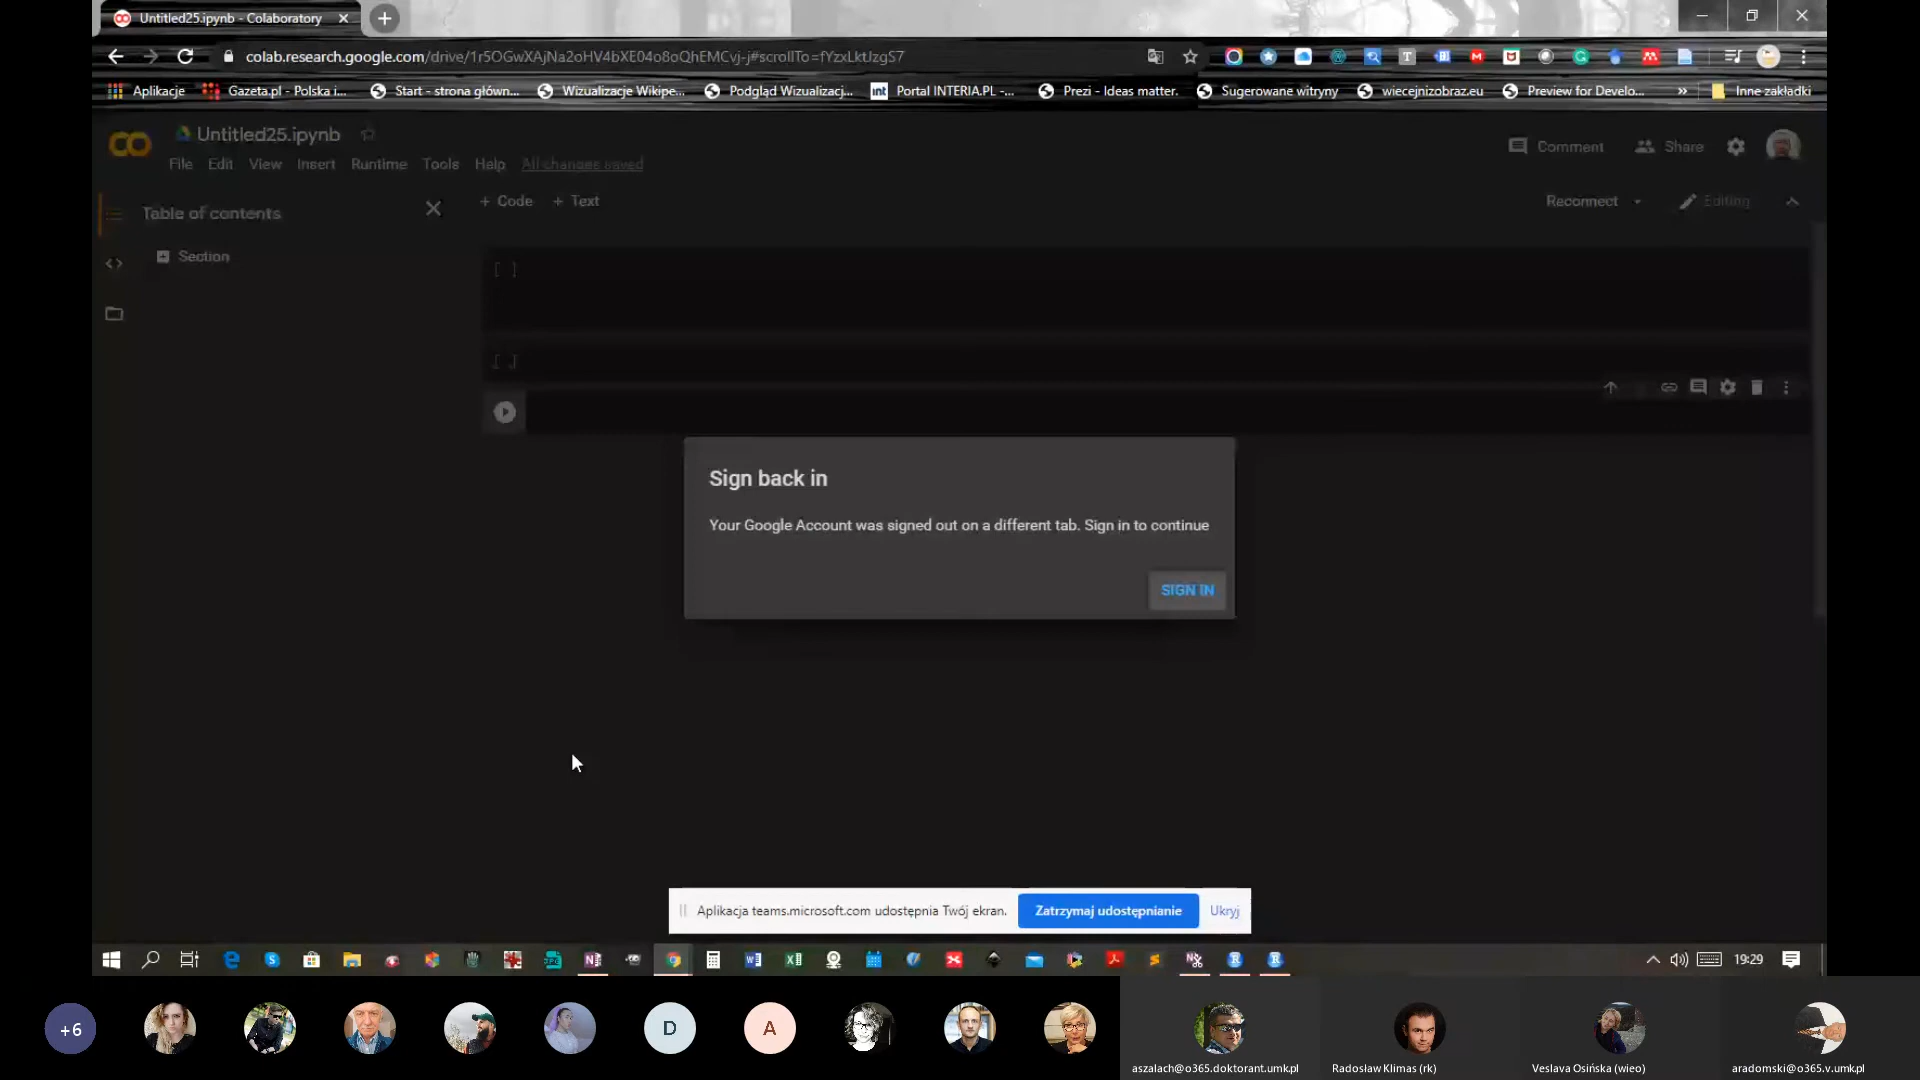 Untitled25.ipynb - Colaboratory
colab.research.google.com/drive/1r5OGwXAjNa2oHV4bXE04o8oQhEMCvj-j#scrollTo=fYzxLktJzgS7
Aplikacje Gazeta.pl - Polska i... Start - strona główn... Wizualizacje Wikipe... Podgląd Wizualizacj... Portal INTERIA.PL -... Prezi - Ideas matter. Sugerowane witryny wiecejnizobraz.eu Preview for Develo... » Inne zakładki
Untitled25.ipynb
File Edit View Insert Runtime Tools Help All changes saved
Comment Share
+ Code + Text
Reconnect Editing
Table of contents
Section
[ ]
[ ]
Sign back in
Your Google Account was signed out on a different tab. Sign in to continue
SIGN IN
Aplikacja teams.microsoft.com udostępnia Twój ekran. Zatrzymaj udostępnianie Ukryj
19:29
+6 D A
aszalach@o365.doktorant.umk.pl Radosław Klimas (rk) Veslava Osińska (wieo) aradomski@o365.v.umk.pl